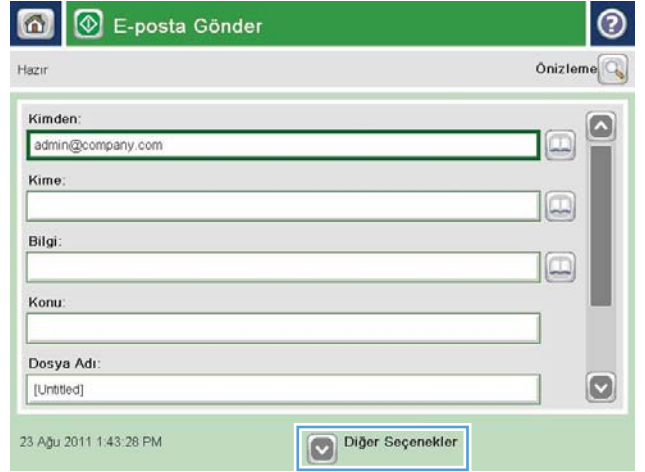 E-posta Gönder
Hazır
Önizleme
Kimden:
admin@company.com
Kime:
Bilgi:
Konu:
Dosya Adı:
[Untitled]
23 Ağu 2011 1:43:28 PM
Diğer Seçenekler